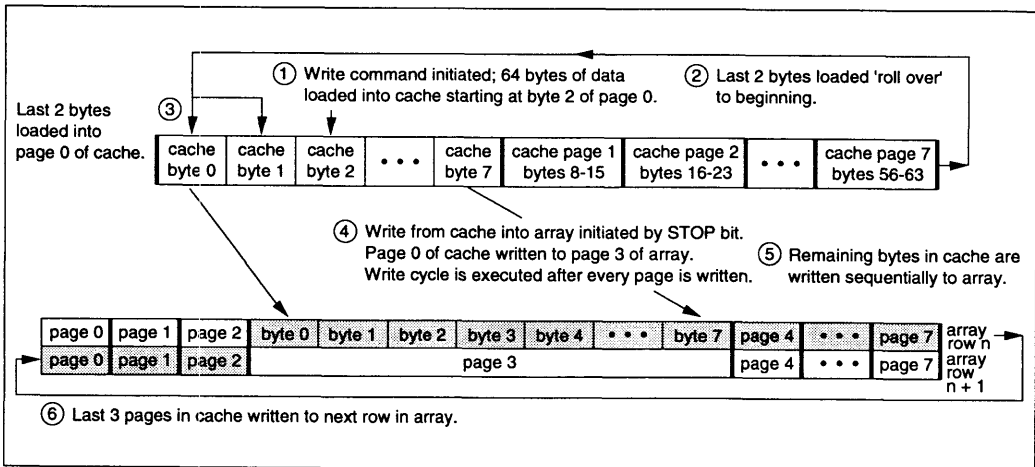 ① Write command initiated; 64 bytes of data
loaded into cache starting at byte 2 of page 0.
② Last 2 bytes loaded 'roll over'
to beginning.
Last 2 bytes ③
loaded into
page 0 of cache.
cache byte 0 cache byte 1 cache byte 2 • • • cache byte 7 cache page 1 bytes 8-15 cache page 2 bytes 16-23 • • • cache page 7 bytes 56-63
④ Write from cache into array initiated by STOP bit.
Page 0 of cache written to page 3 of array.
Write cycle is executed after every page is written.
⑤ Remaining bytes in cache are
written sequentially to array.
page 0 page 1 page 2 byte 0 byte 1 byte 2 byte 3 byte 4 • • • byte 7 page 4 • • • page 7 array row n
page 0 page 1 page 2 page 3 page 4 • • • page 7 array row n + 1
⑥ Last 3 pages in cache written to next row in array.